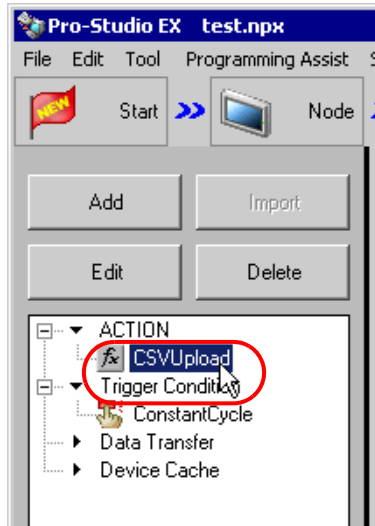 Pro-Studio EX test.npx
File Edit Tool Programming Assist S
NEW Start Node
Add Import
Edit Delete
ACTION
fx CSVUpload
Trigger Condition
ConstantCycle
Data Transfer
Device Cache